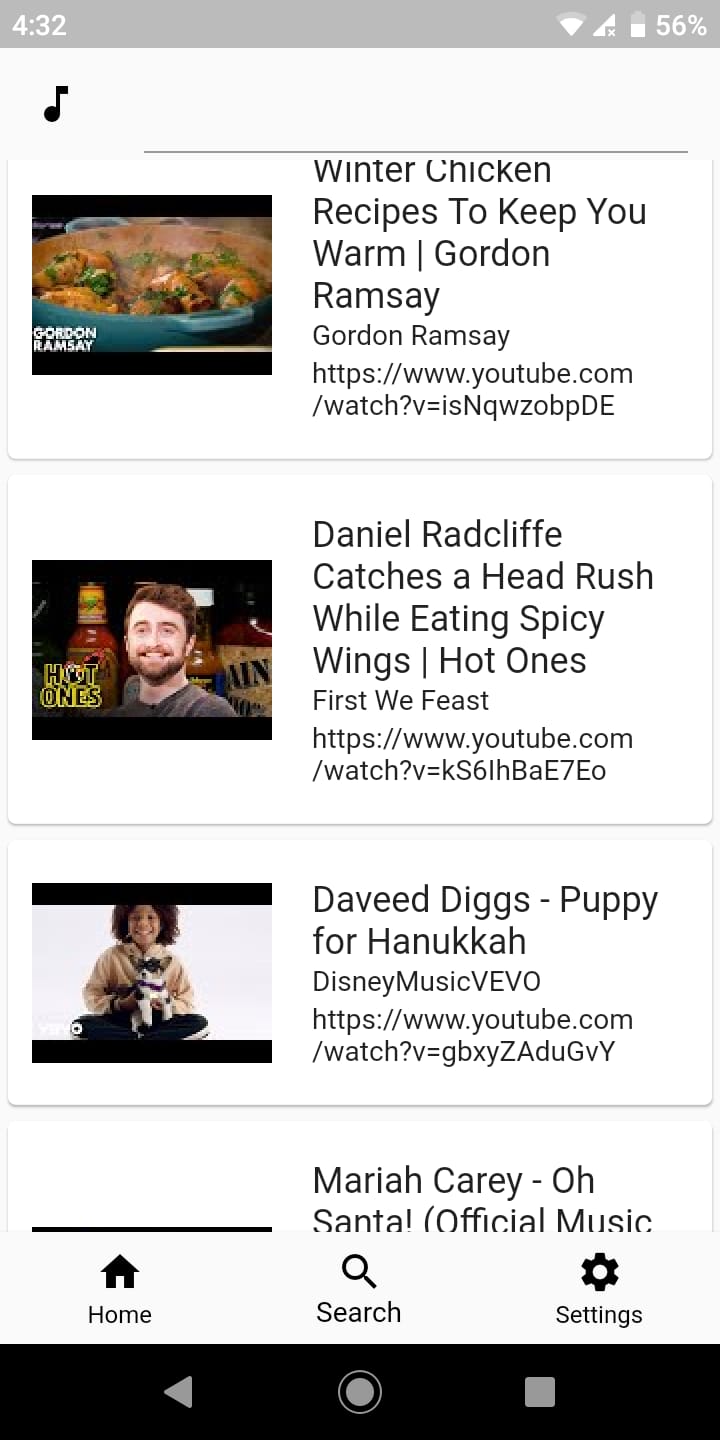 4:32
56%
Winter Chicken
Recipes To Keep You
Warm | Gordon
Ramsay
Gordon Ramsay
https://www.youtube.com
/watch?v=isNqwzobpDE
GORDON
RAMSAY
Daniel Radcliffe
Catches a Head Rush
While Eating Spicy
Wings | Hot Ones
First We Feast
https://www.youtube.com
/watch?v=kS6IhBaE7Eo
HOT
ONES
AIN
Daveed Diggs - Puppy
for Hanukkah
DisneyMusicVEVO
https://www.youtube.com
/watch?v=gbxyZAduGvY
vevo
Mariah Carey - Oh
Santa! (Official Music
Home
Search
Settings